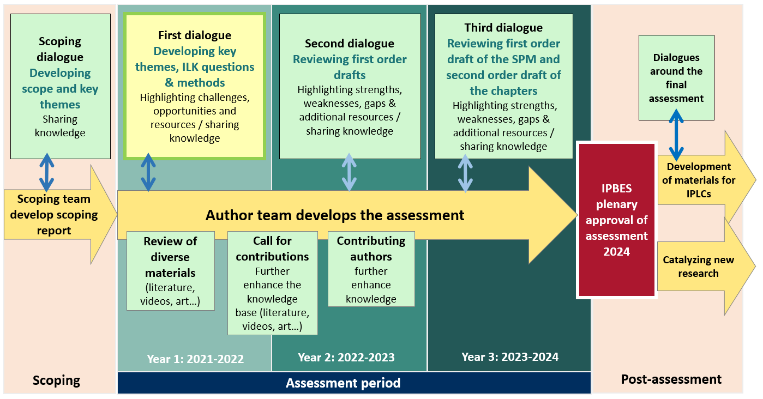 Scoping
dialogue
Developing
scope and key
themes
Sharing
knowledge
First dialogue
Developing key
themes, ILK questions
& methods
Highlighting challenges,
opportunities and
resources / sharing
knowledge
Second dialogue
Reviewing first order
drafts
Highlighting strengths,
weaknesses, gaps &
additional resources /
sharing knowledge
Third dialogue
Reviewing first order
draft of the SPM and
second order draft of
the chapters
Highlighting strengths,
weaknesses, gaps &
additional resources /
sharing knowledge
Dialogues
around the
final
assessment
Scoping team
develop scoping
report
Author team develops the assessment
IPBES
plenary
approval of
assessment
2024
Development
of materials for
IPLCs
Catalyzing new
research
Review of
diverse
materials
(literature,
videos, art...)
Call for
contributions
Further
enhance the
knowledge
base (literature,
videos, art...)
Contributing
authors
further
enhance
knowledge
Year 1: 2021-2022
Year 2: 2022-2023
Year 3: 2023-2024
Scoping
Assessment period
Post-assessment